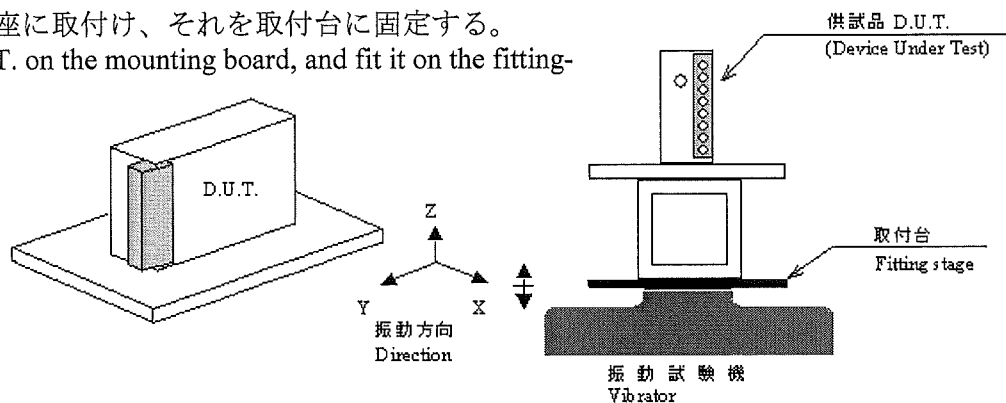 座に取付け、それを取付台に固定する。
T. on the mounting board, and fit it on the fitting-
供試品 D.U.T.
(Device Under Test)
D.U.T.
Z
Y
X
振動方向
Direction
取付台
Fitting stage
振動試験機
Vibrator